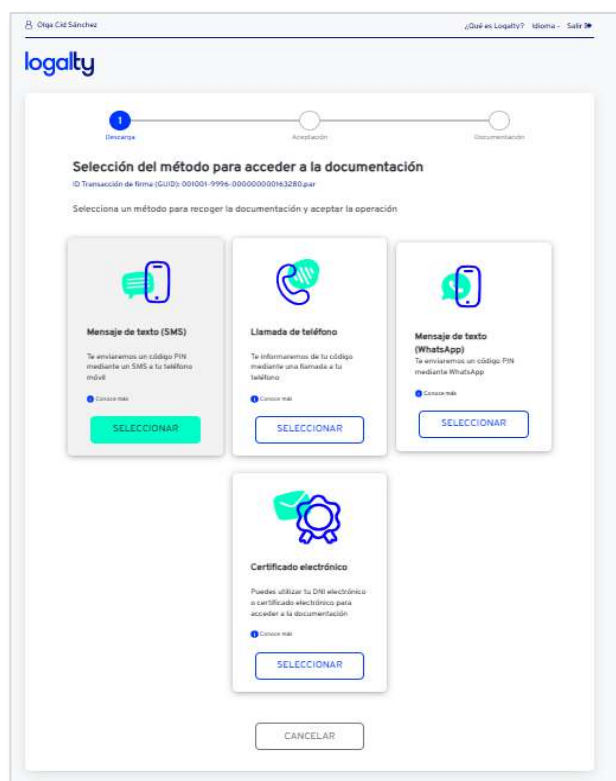 Olga Cid Sánchez
¿Qué es Logalty? Idioma - Salir
logalty
1
Descarga
Aceptación
Documentación
Selección del método para acceder a la documentación
ID Transacción de firma (GUID): 001001-9996-000000000163280.par
Selecciona un método para recoger la documentación y aceptar la operación
Mensaje de texto (SMS)
Te enviaremos un código PIN
mediante un SMS a tu teléfono
móvil
Conoce más
SELECCIONAR
Llamada de teléfono
Te informaremos de tu código
mediante una llamada a tu
teléfono
Conoce más
SELECCIONAR
Mensaje de texto
(WhatsApp)
Te enviaremos un código PIN
mediante WhatsApp
Conoce más
SELECCIONAR
Certificado electrónico
Puedes utilizar tu DNI electrónico
o certificado electrónico para
acceder a la documentación
Conoce más
SELECCIONAR
CANCELAR